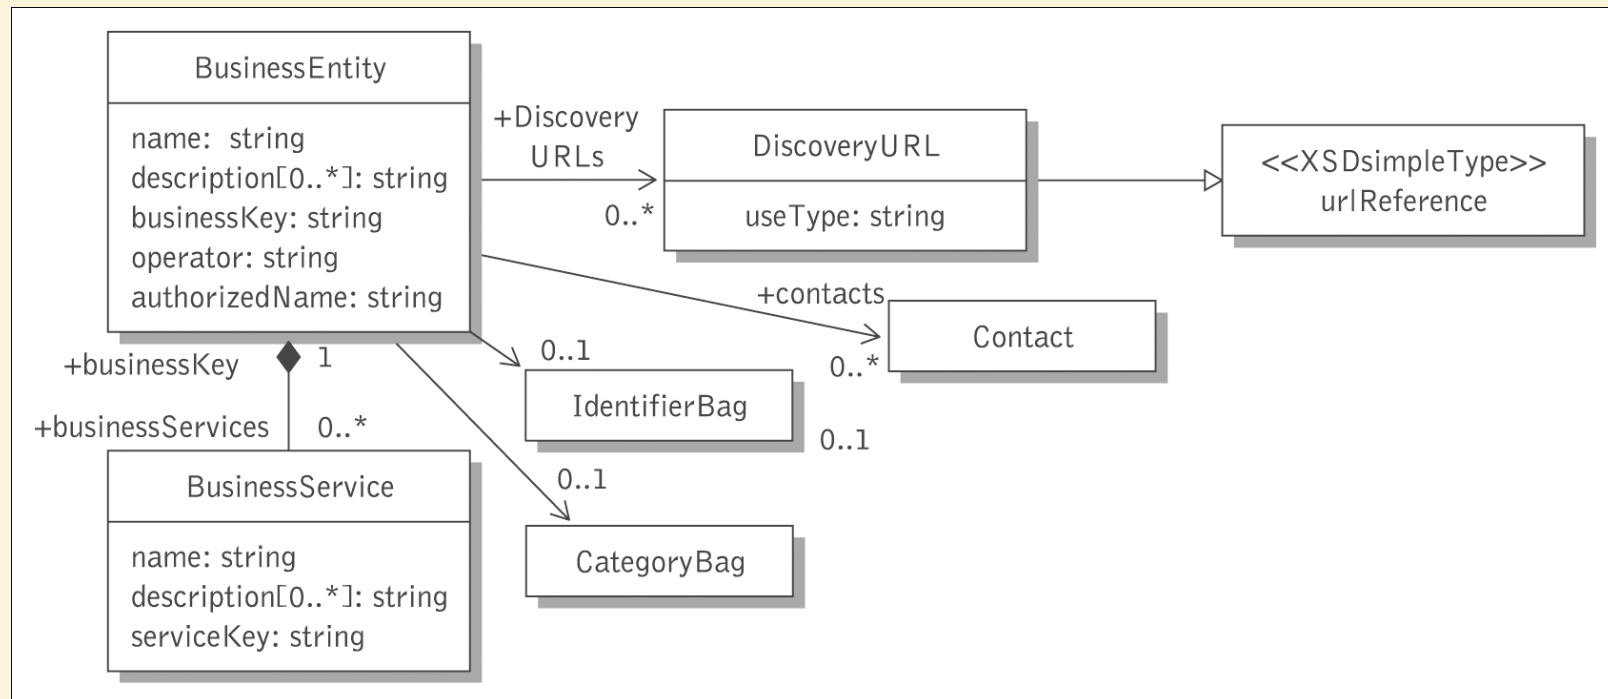 BusinessEntity
name: string
description[0..*]: string
businessKey: string
operator: string
authorizedName: string
+Discovery
URLs
0..*
DiscoveryURL
useType: string
<<XSDsimpleType>>
urlReference
+contacts
0..*
Contact
+businessKey
1
0..1
IdentifierBag
0..1
+businessServices
0..*
0..1
CategoryBag
BusinessService
name: string
description[0..*]: string
serviceKey: string